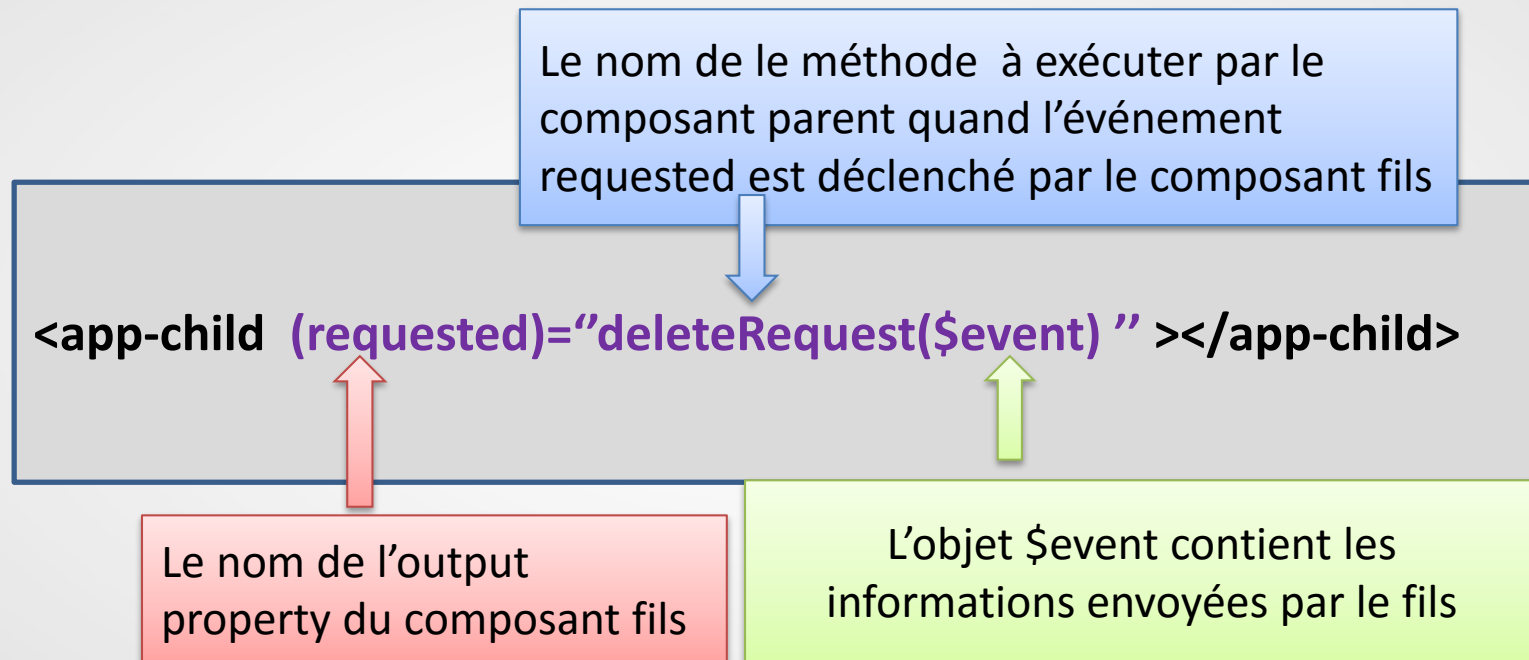 Le nom de le méthode  à exécuter par le
composant parent quand l’événement
requested est déclenché par le composant fils
<app-child  (requested)=‘’deleteRequest($event) ’’ ></app-child>
Le nom de l’output
property du composant fils
L’objet $event contient les
informations envoyées par le fils